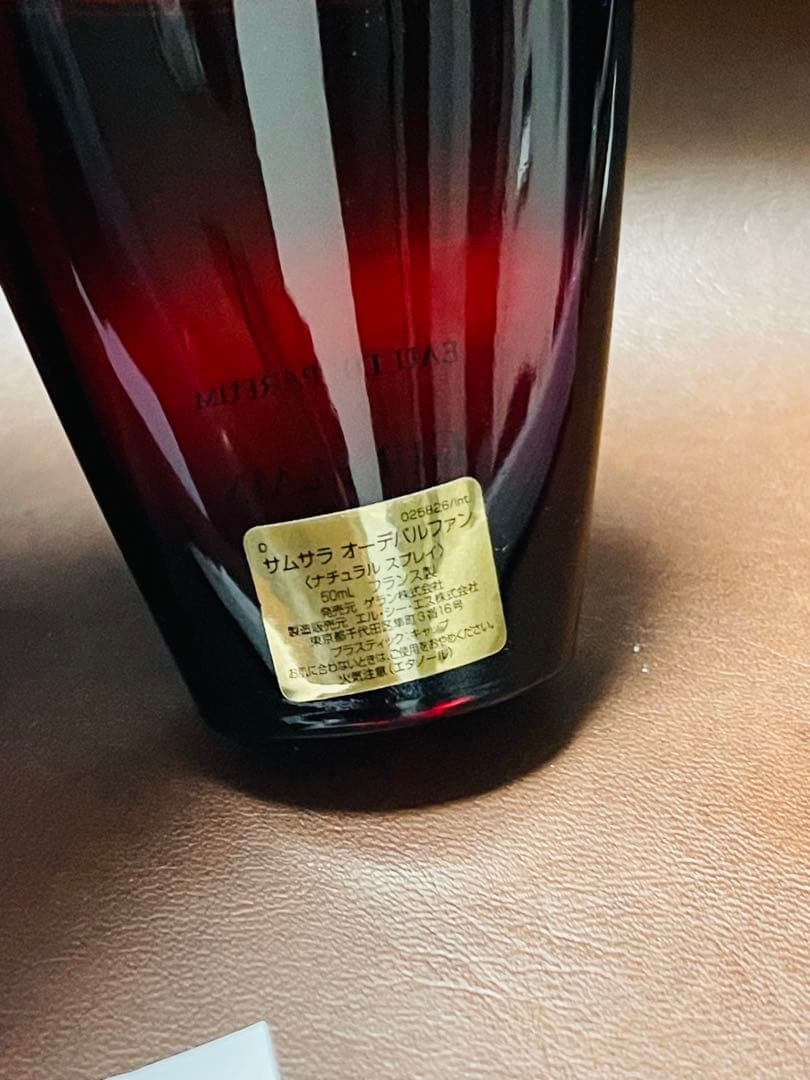 EAU DE PARFUM
025826/int
D
サムサラ オーデパルファン
〈ナチュラル スプレイ〉
50mL フランス製
発売元 ゲラン株式会社
製造販売元 エル・シー・エス株式会社
東京都千代田区隼町3番16号
プラスティック:キャップ
お肌に合わないときは、ご使用をおやめください。
火気注意(エタノール)